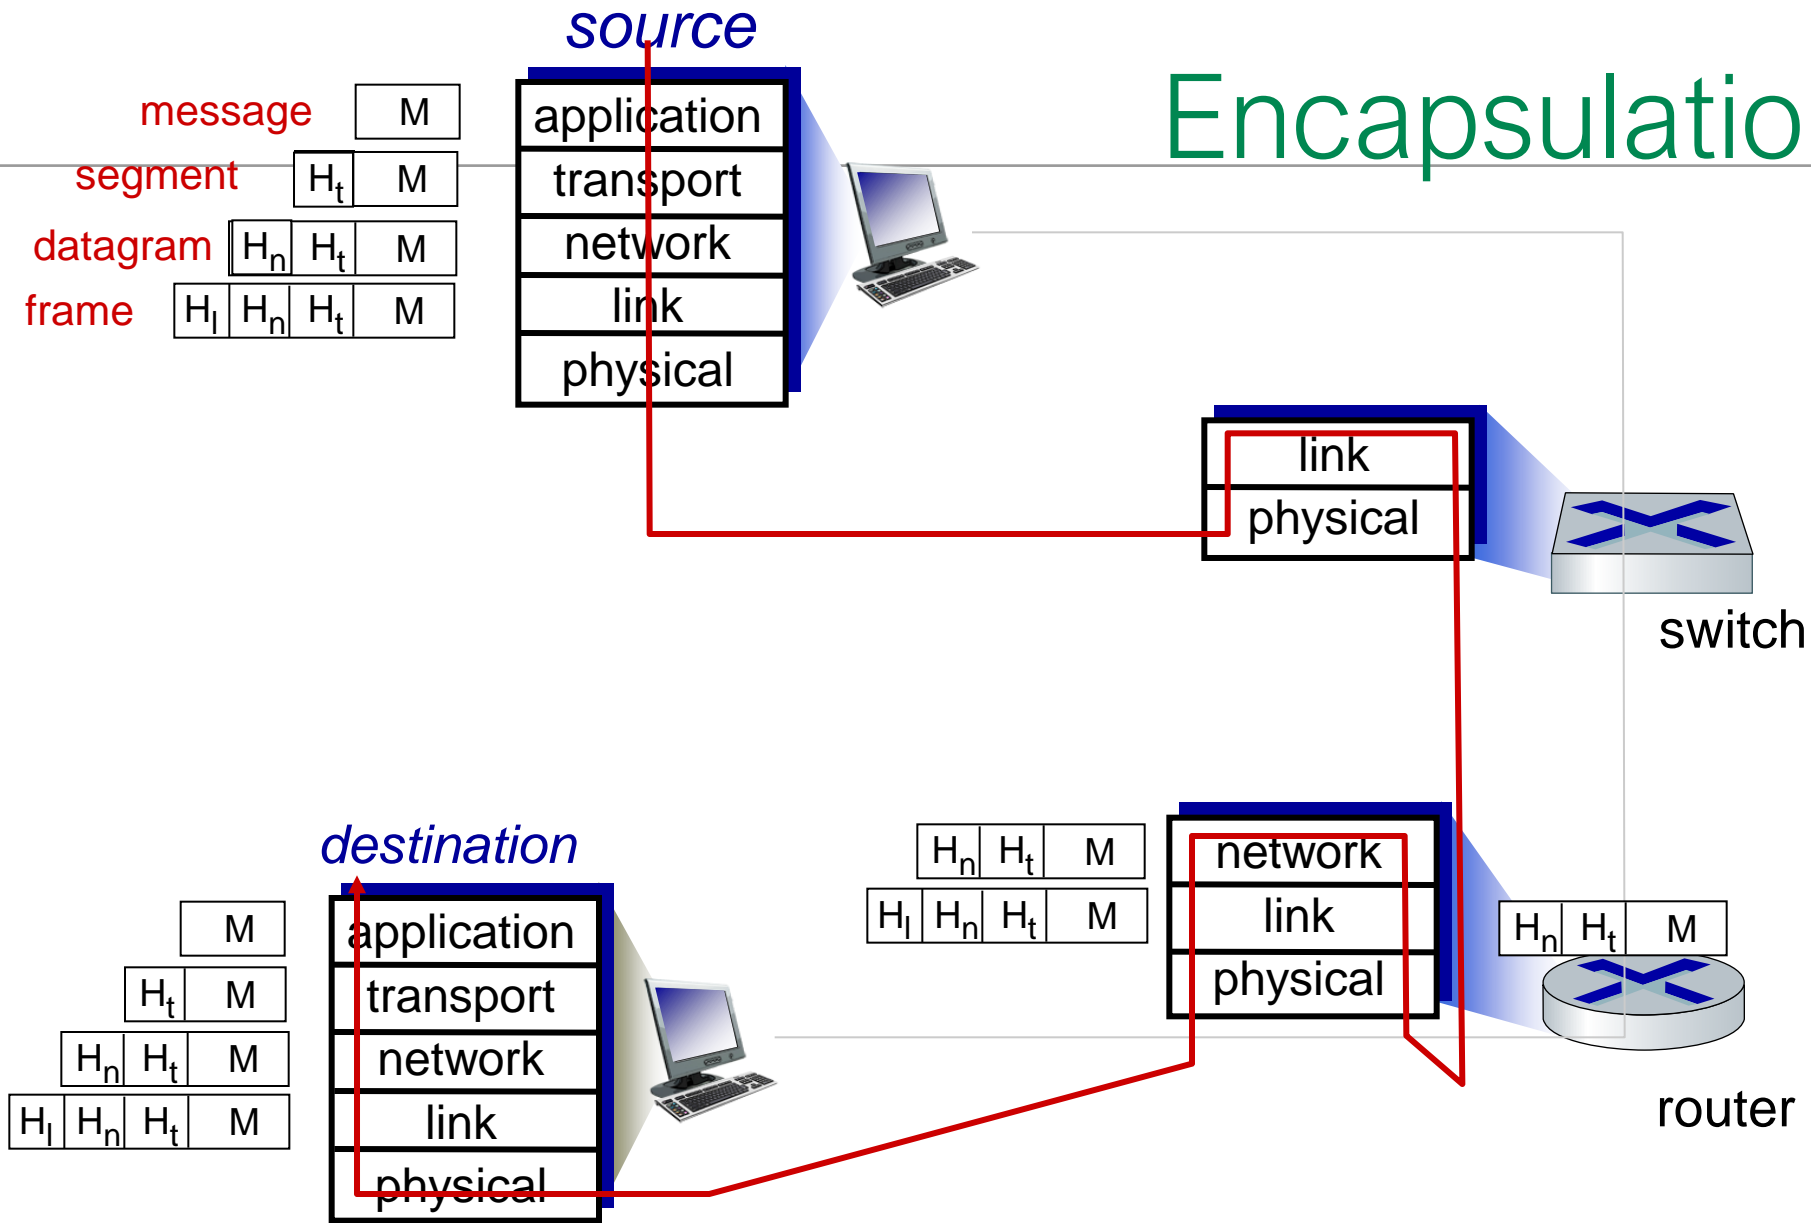 source
Encapsulatio
message M application
segment Ht M transport
datagram Hn Ht M network
frame Hl Hn Ht M link
physical
link
physical
switch
destination
Hn Ht M network
Hl Hn Ht M link
physical
Hn Ht M
router
M application
Ht M transport
Hn Ht M network
Hl Hn Ht M link
physical